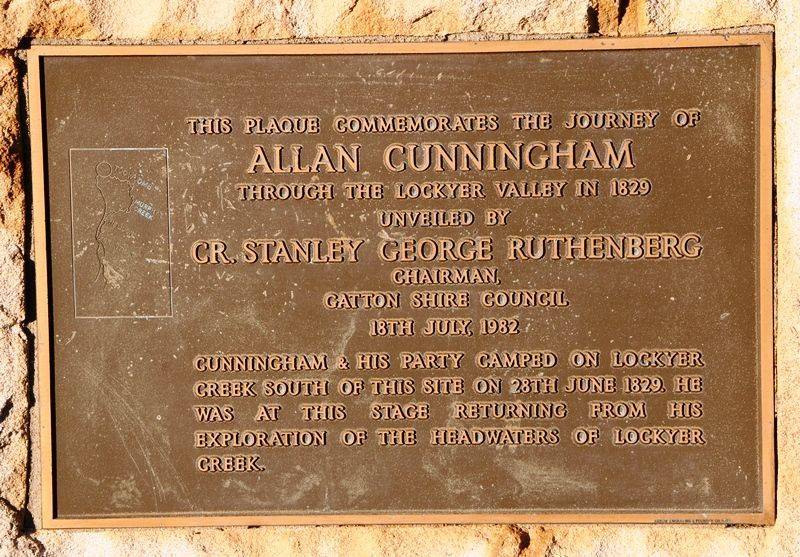 THIS PLAQUE COMMEMORATES THE JOURNEY OF
ALLAN CUNNINGHAM
THROUGH THE LOCKYER VALLEY IN 1829
UNVEILED BY
CR. STANLEY GEORGE RUTHENBERG
CHAIRMAN,
GATTON SHIRE COUNCIL
18TH JULY, 1982
CUNNINGHAM & HIS PARTY CAMPED ON LOCKYER
CREEK SOUTH OF THIS SITE ON 28TH JUNE 1829. HE
WAS AT THIS STAGE RETURNING FROM HIS
EXPLORATION OF THE HEADWATERS OF LOCKYER
CREEK.
CREEK